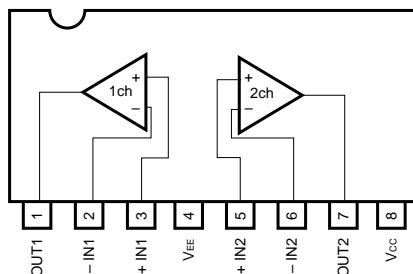 +
1ch
−
+
2ch
−
1
2
3
4
5
6
7
8
OUT1
− IN1
+ IN1
VEE
+ IN2
− IN2
OUT2
VCC